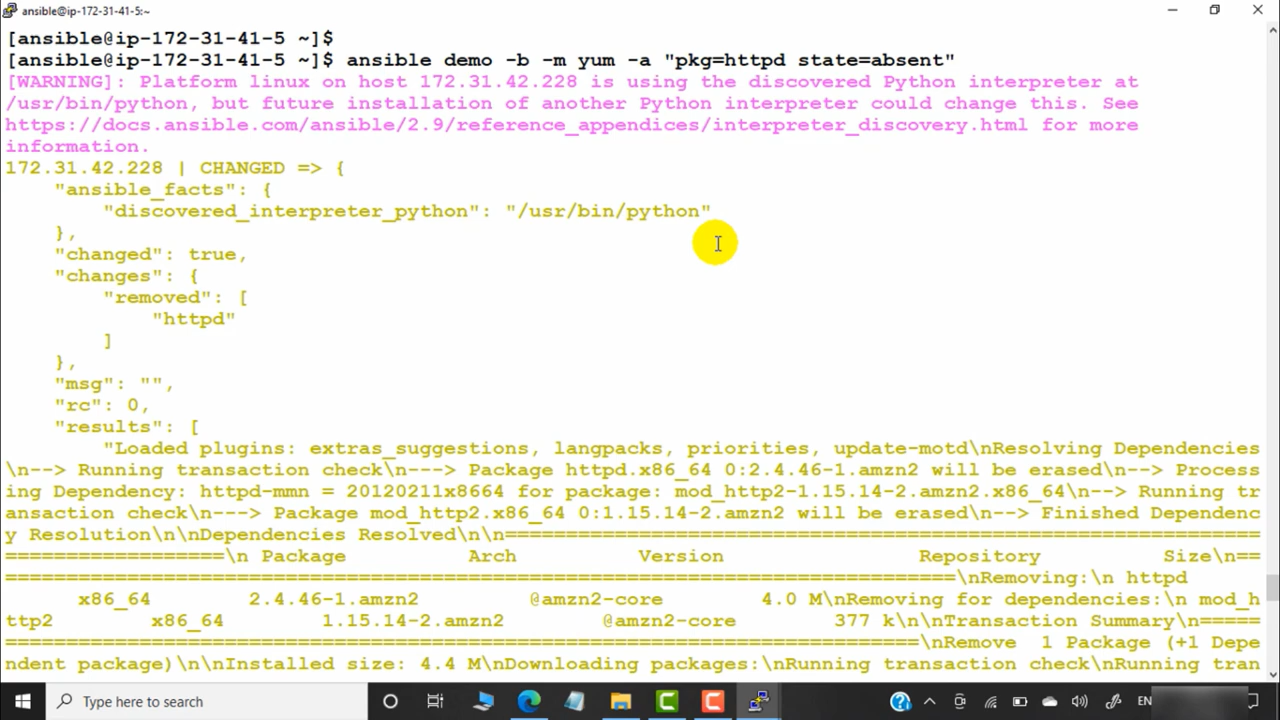 ansible@ip-172-31-41-5:~
[ansible@ip-172-31-41-5 ~]$
[ansible@ip-172-31-41-5 ~]$ ansible demo -b -m yum -a "pkg=httpd state=absent"
[WARNING]: Platform linux on host 172.31.42.228 is using the discovered Python interpreter at
/usr/bin/python, but future installation of another Python interpreter could change this. See
https://docs.ansible.com/ansible/2.9/reference_appendices/interpreter_discovery.html for more
information.
172.31.42.228 | CHANGED => {
    "ansible_facts": {
        "discovered_interpreter_python": "/usr/bin/python"
    },
    "changed": true,
    "changes": {
        "removed": [
            "httpd"
        ]
    },
    "msg": "",
    "rc": 0,
    "results": [
        "Loaded plugins: extras_suggestions, langpacks, priorities, update-motd\nResolving Dependencies
\n--> Running transaction check\n---> Package httpd.x86_64 0:2.4.46-1.amzn2 will be erased\n--> Process
ing Dependency: httpd-mmn = 20120211x8664 for package: mod_http2-1.15.14-2.amzn2.x86_64\n--> Running tr
ansaction check\n---> Package mod_http2.x86_64 0:1.15.14-2.amzn2 will be erased\n--> Finished Dependenc
y Resolution\n\nDependencies Resolved\n\n==============================================================
==================\n Package          Arch          Version                Repository          Size\n==
==============================================================================\nRemoving:\n httpd
      x86_64        2.4.46-1.amzn2         @amzn2-core        4.0 M\nRemoving for dependencies:\n mod_h
ttp2        x86_64        1.15.14-2.amzn2        @amzn2-core        377 k\n\nTransaction Summary\n=====
===========================================================================\nRemove  1 Package (+1 Depe
ndent package)\n\nInstalled size: 4.4 M\nDownloading packages:\nRunning transaction check\nRunning tran
Type here to search
EN